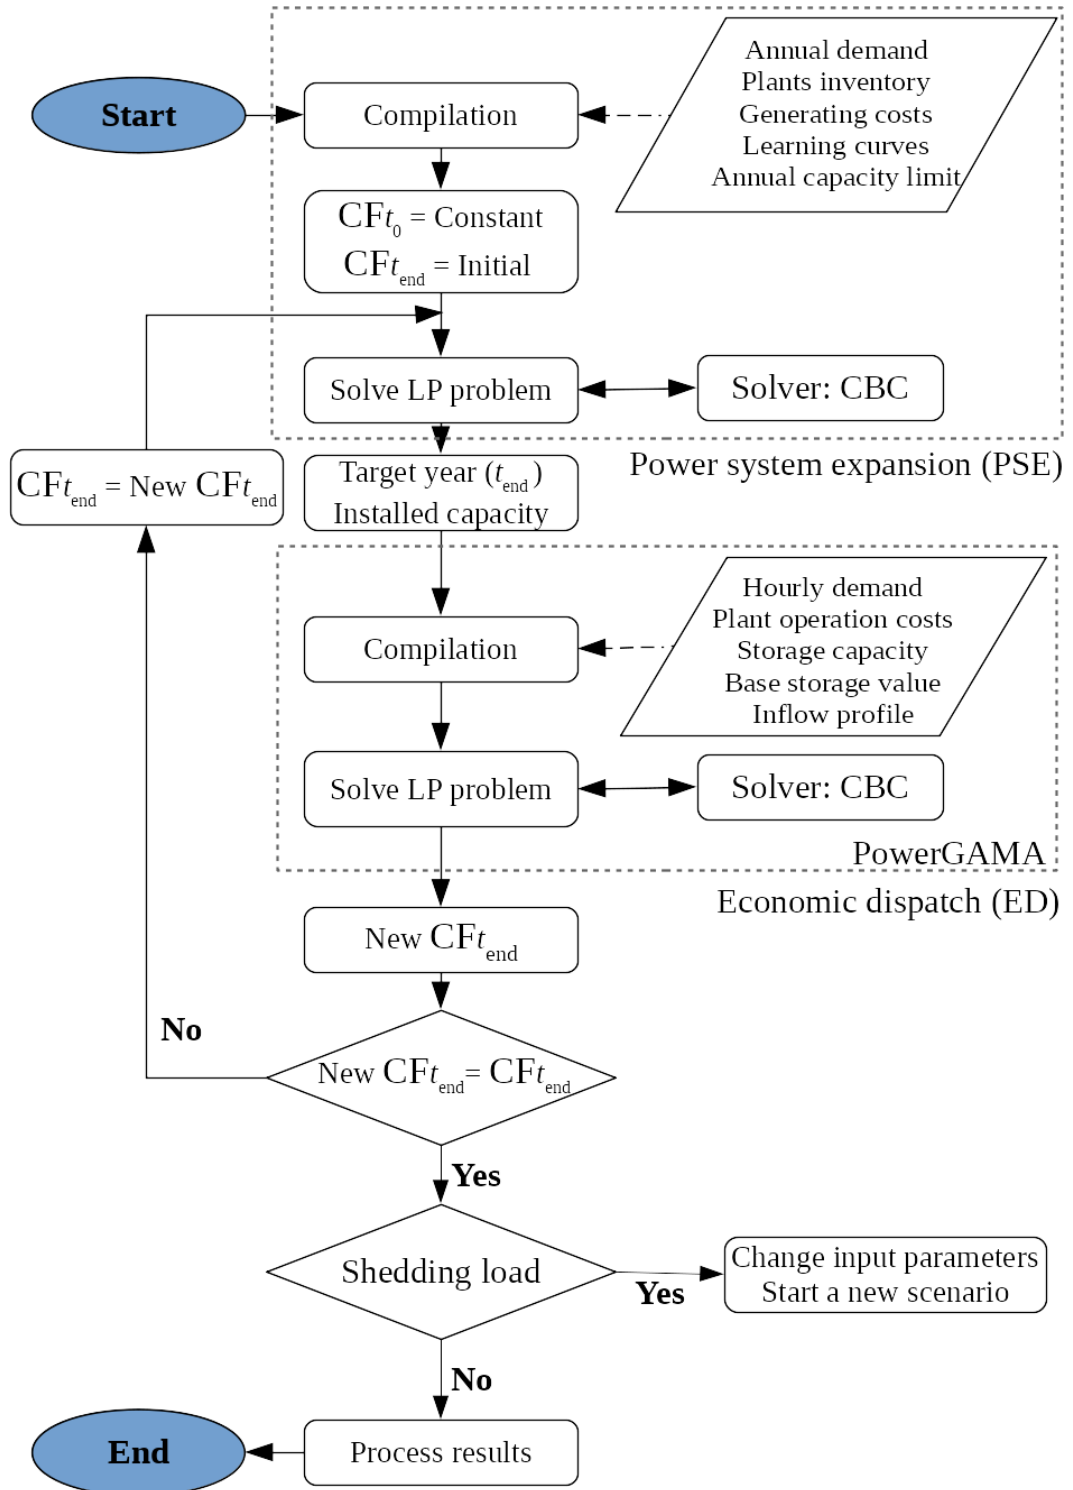 Annual demand
Plants inventory
Generating costs
Learning curves
Annual capacity limit
Start
Compilation
CFt0 = Constant
CFtend = Initial
Solve LP problem
Solver: CBC
Power system expansion (PSE)
Target year (tend)
Installed capacity
CFtend = New CFtend
Hourly demand
Plant operation costs
Storage capacity
Base storage value
Inflow profile
Compilation
Solve LP problem
Solver: CBC
PowerGAMA
Economic dispatch (ED)
New CFtend
No
New CFtend= CFtend
Yes
Shedding load
Yes
Change input parameters
Start a new scenario
No
Process results
End